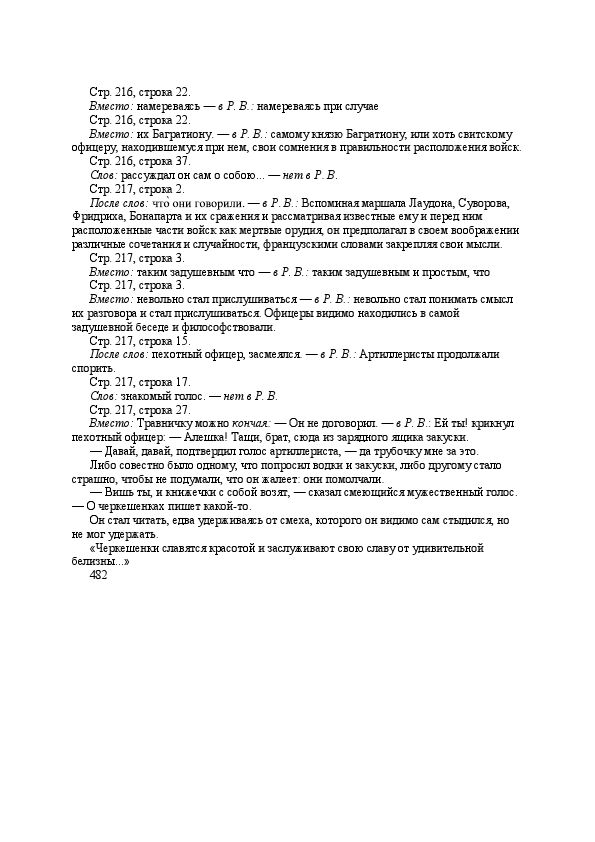 Стр. 216, строка 22.
Вместо: намереваясь — в Р. В.: намереваясь при случае
Стр. 216, строка 22.
Вместо: их Багратиону. — в Р. В.: самому князю Багратиону, или хоть свитскому
офицеру, находившемуся при нем, свои сомнения в правильности расположения войск.
Стр. 216, строка 37.
Слов: рассуждал он сам о собою... — нет в Р. В.
Стр. 217, строка 2.
После слов: что̀ они говорили. — в Р. В.: Вспоминая маршала Лаудона, Суворова,
Фридриха, Бонапарта и их сражения и рассматривая известные ему и перед ним
расположенные части войск как мертвые орудия, он предполагал в своем воображении
различные сочетания и случайности, французскими словами закрепляя свои мысли.
Стр. 217, строка 3.
Вместо: таким задушевным что — в Р. В.: таким задушевным и простым, что
Стр. 217, строка 3.
Вместо: невольно стал прислушиваться — в Р. В.: невольно стал понимать смысл
их разговора и стал прислушиваться. Офицеры видимо находились в самой
задушевной беседе и философствовали.
Стр. 217, строка 15.
После слов: пехотный офицер, засмеялся. — в Р. В.: Артиллеристы продолжали
спорить.
Стр. 217, строка 17.
Слов: знакомый голос. — нет в Р. В.
Стр. 217, строка 27.
Вместо: Травничку можно кончая: — Он не договорил. — в Р. В.: Ей ты! крикнул
пехотный офицер: — Алешка! Тащи, брат, сюда из зарядного ящика закуски.
— Давай, давай, подтвердил голос артиллериста, — да трубочку мне за это.
Либо совестно было одному, что попросил водки и закуски, либо другому стало
страшно, чтобы не подумали, что он жалеет: они помолчали.
— Вишь ты, и книжечки с собой возят, — сказал смеющийся мужественный голос.
— О черкешенках пишет какой-то.
Он стал читать, едва удерживаясь от смеха, которого он видимо сам стыдился, но
не мог удержать.
«Черкешенки славятся красотой и заслуживают свою славу от удивительной
белизны...»
482